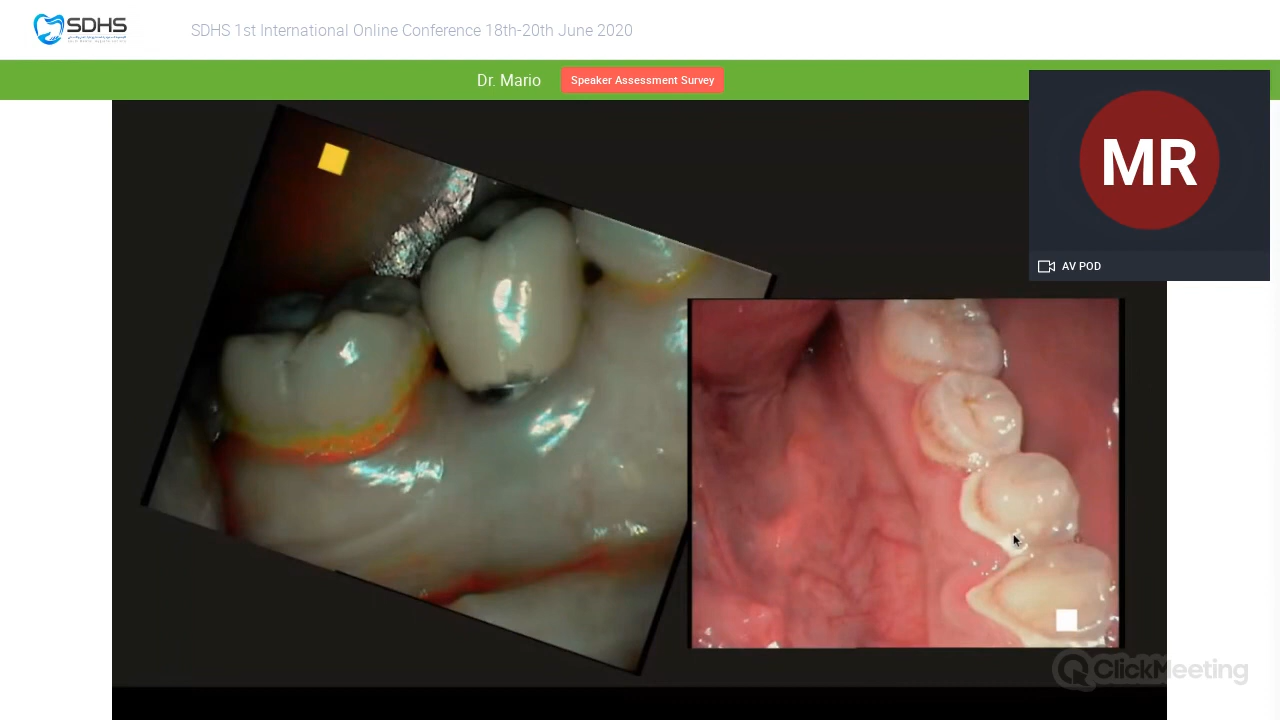 SDHS
SDHS 1st International Online Conference 18th-20th June 2020
Dr. Mario
Speaker Assessment Survey
MR
AV POD
ClickMeeting